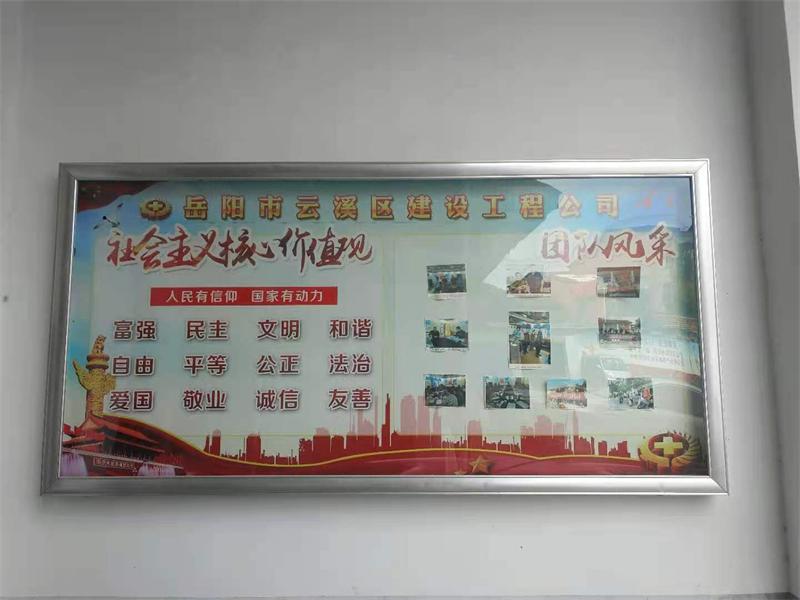 岳阳市云溪区建设工程公司
社会主义核心价值观
团队风采
人民有信仰 国家有动力
富强 民主 文明 和谐
自由 平等 公正 法治
爱国 敬业 诚信 友善